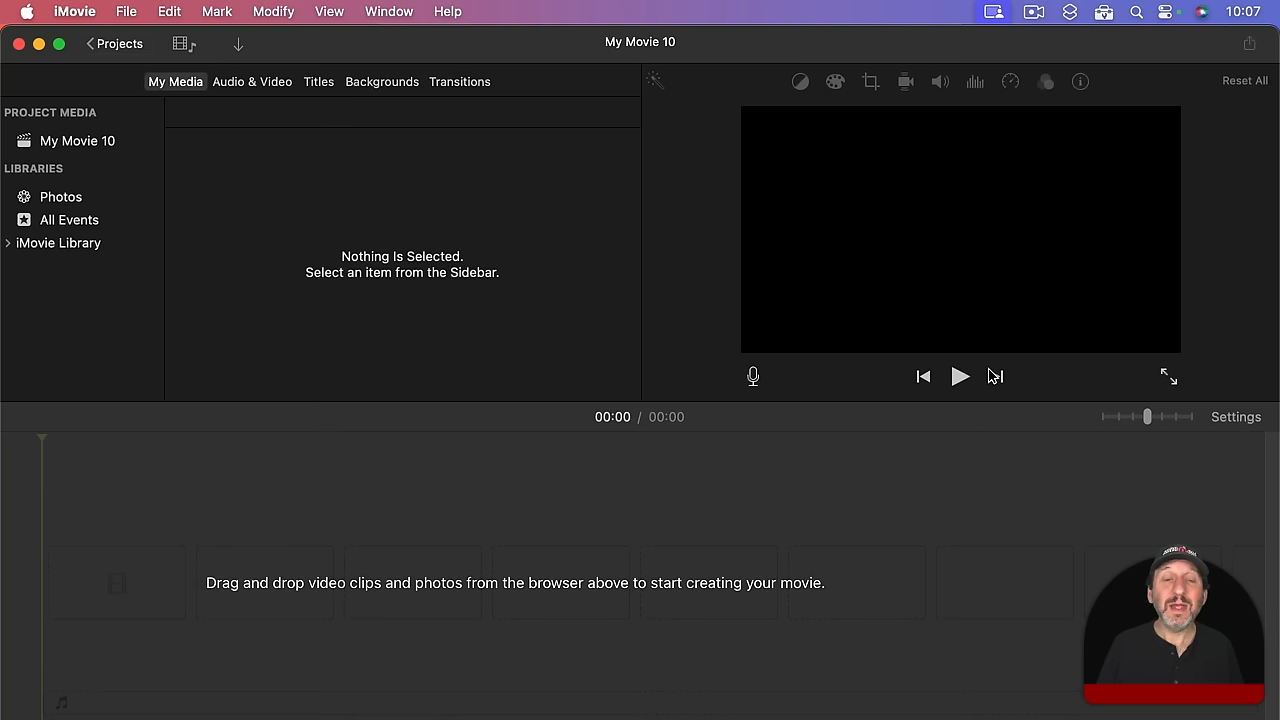 iMovie File Edit Mark Modify View Window Help 10:07
Projects My Movie 10
My Media Audio & Video Titles Backgrounds Transitions Reset All
PROJECT MEDIA
My Movie 10
LIBRARIES
Photos
All Events
iMovie Library
Nothing Is Selected.
Select an item from the Sidebar.
00:00 / 00:00 Settings
Drag and drop video clips and photos from the browser above to start creating your movie.